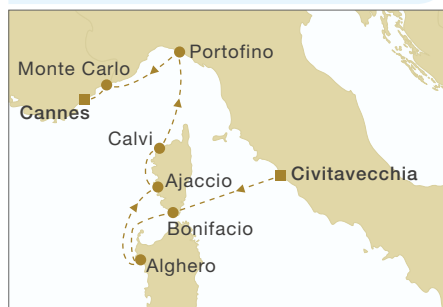 Portofino
Monte Carlo
Cannes
Calvi
Civitavecchia
Ajaccio
Bonifacio
Alghero